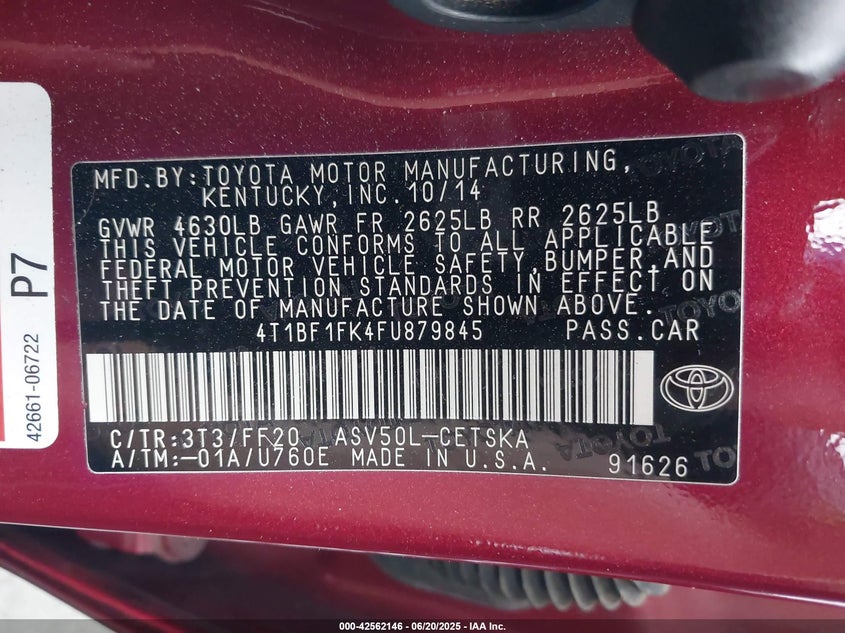 MFD.BY:TOYOTA MOTOR MANUFACTURING,
KENTUCKY,INC.10/14
GVWR 4630LB GAWR FR 2625LB RR 2625LB
THIS VEHICLE CONFORMS TO ALL APPLICABLE
FEDERAL MOTOR VEHICLE SAFETY,BUMPER,AND
THEFT PREVENTION STANDARDS IN EFFECT ON
THE DATE OF MANUFACTURE SHOWN ABOVE.
4T1BF1FK4FU879845 PASS.CAR
C/TR:3T3/FF20 ASV50L-CETSKA
A/TM:-01A/U760E MADE IN U.S.A. 91626
P7
42661-06722
TOYOTA
000-42562146 - 06/20/2025 - IAA Inc.